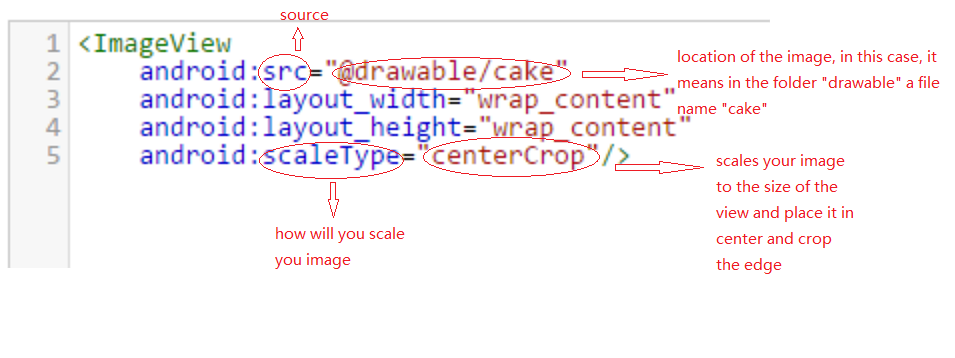 source
1 <ImageView
2 android:src="@drawable/cake"
3 android:layout_width="wrap_content"
4 android:layout_height="wrap_content"
5 android:scaleType="centerCrop"/>
location of the image, in this case, it
means in the folder "drawable" a file
name "cake"
how will you scale
you image
scales your image
to the size of the
view and place it in
center and crop
the edge